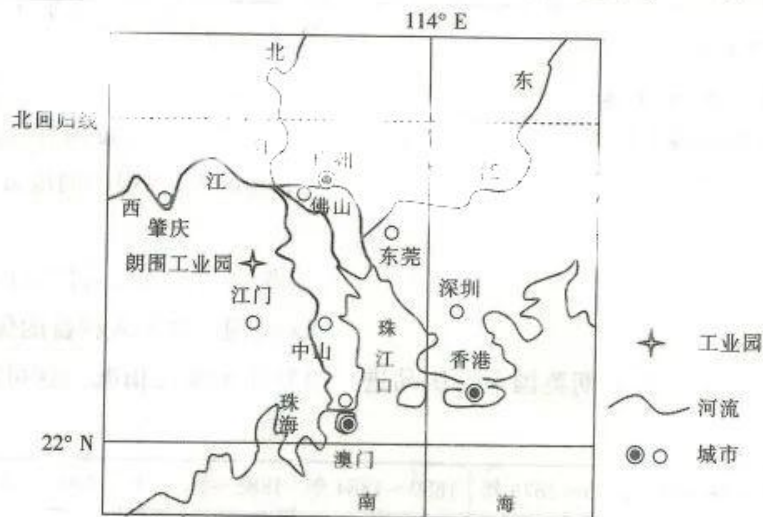 114° E
北
东
北回归线
江
江
广州
佛山
西
肇庆
东莞
朗围工业园
江门
深圳
珠江口
中山
香港
工业园
河流
珠海
22° N
城市
澳门
南 海